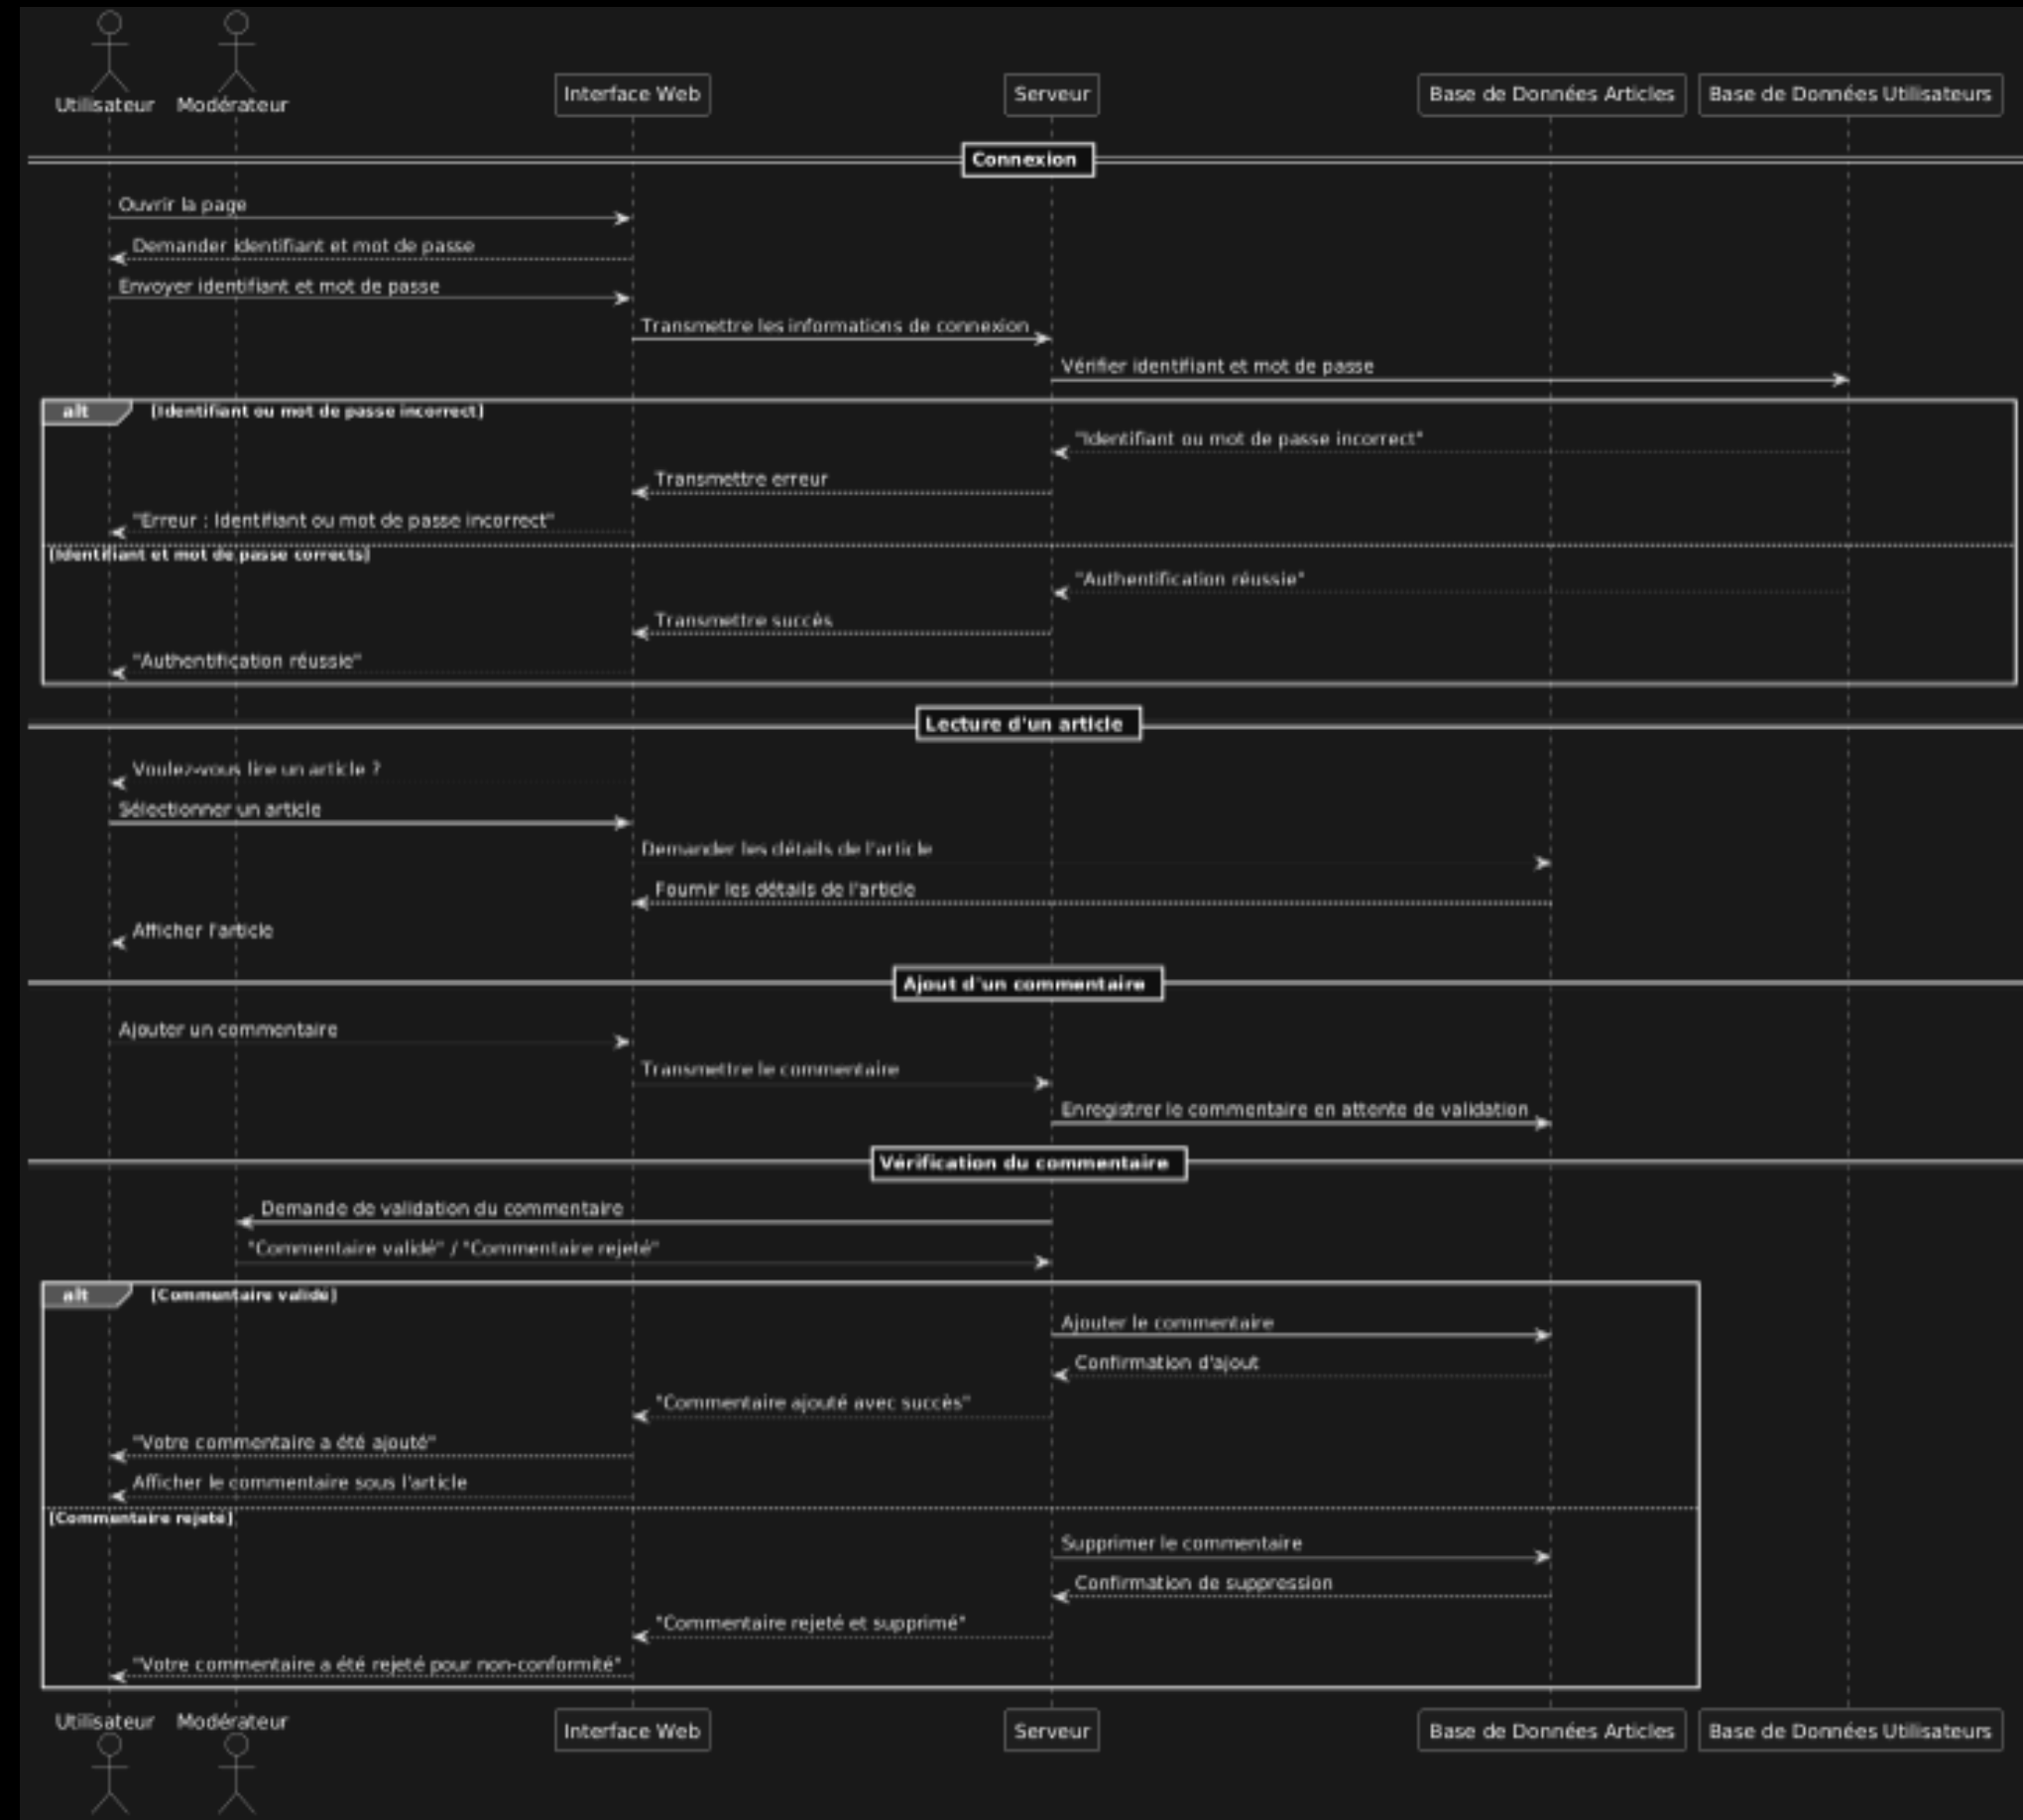 Utilisateur
Modérateur
Interface Web
Serveur
Base de Données Articles
Base de Données Utilisateurs
Connexion
Ouvrir la page
Demander identifiant et mot de passe
Envoyer identifiant et mot de passe
Transmettre les informations de connexion
Vérifier identifiant et mot de passe
alt
[Identifiant ou mot de passe incorrect]
"Identifiant ou mot de passe incorrect"
Transmettre erreur
"Erreur : Identifiant ou mot de passe incorrect"
[Identifiant et mot de passe corrects]
"Authentification réussie"
Transmettre succès
"Authentification réussie"
Lecture d'un article
Voulez-vous lire un article ?
Sélectionner un article
Demander les détails de l'article
Fournir les détails de l'article
Afficher l'article
Ajout d'un commentaire
Ajouter un commentaire
Transmettre le commentaire
Enregistrer le commentaire en attente de validation
Vérification du commentaire
Demande de validation du commentaire
"Commentaire validé" / "Commentaire rejeté"
alt
[Commentaire validé]
Ajouter le commentaire
Confirmation d'ajout
"Commentaire ajouté avec succès"
"Votre commentaire a été ajouté"
Afficher le commentaire sous l'article
[Commentaire rejeté]
Supprimer le commentaire
Confirmation de suppression
"Commentaire rejeté et supprimé"
"Votre commentaire a été rejeté pour non-conformité"
Utilisateur
Modérateur
Interface Web
Serveur
Base de Données Articles
Base de Données Utilisateurs